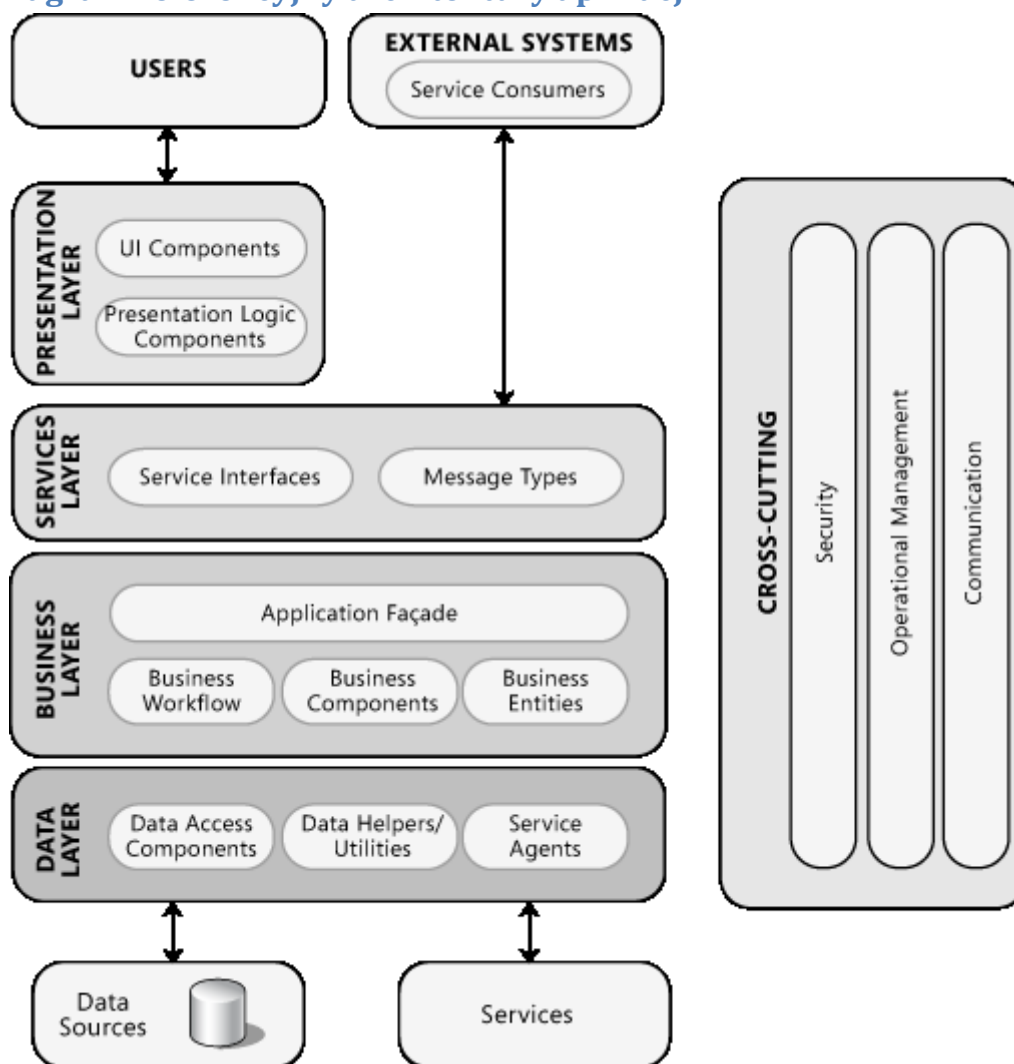 USERS
EXTERNAL SYSTEMS
Service Consumers
PRESENTATION
LAYER
UI Components
Presentation Logic
Components
SERVICES
LAYER
Service Interfaces
Message Types
BUSINESS
LAYER
Application Façade
Business
Workflow
Business
Components
Business
Entities
DATA
LAYER
Data Access
Components
Data Helpers/
Utilities
Service
Agents
Data
Sources
Services
CROSS-CUTTING
Security
Operational Management
Communication